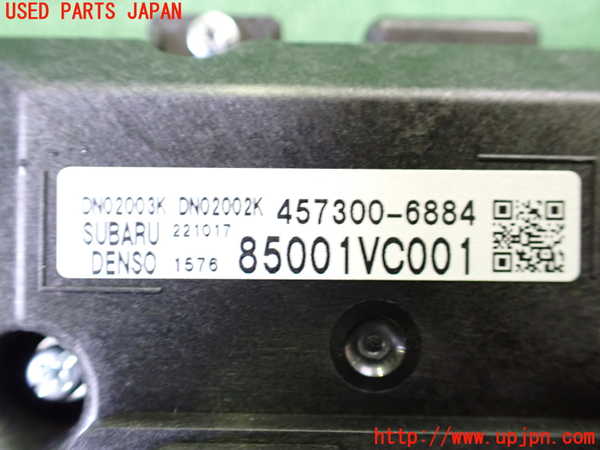 USED PARTS JAPAN
DN02003K DN02002K 457300-6884
SUBARU 221017
DENSO 1576 85001VC001
http://www.upjpn.com/